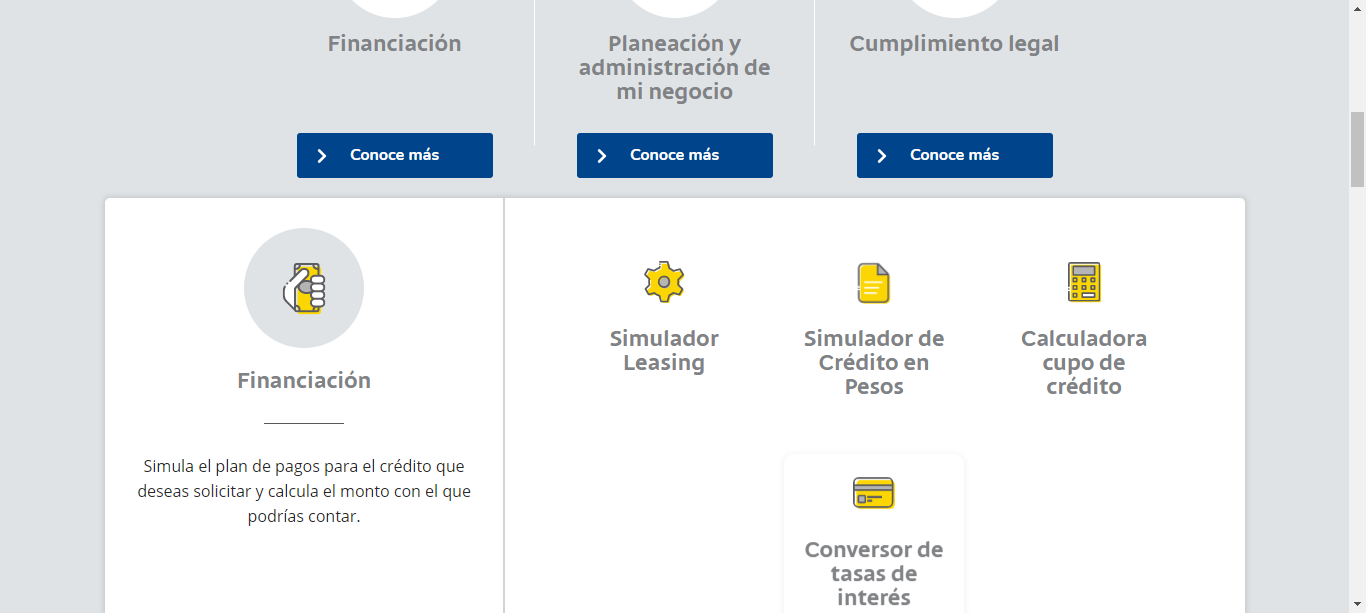 Financiación
Planeación y
administración de
mi negocio
Cumplimiento legal
Conoce más
Conoce más
Conoce más
Financiación
Simula el plan de pagos para el crédito que
deseas solicitar y calcula el monto con el que
podrías contar.
Simulador
Leasing
Simulador de
Crédito en
Pesos
Calculadora
cupo de
crédito
Conversor de
tasas de
interés